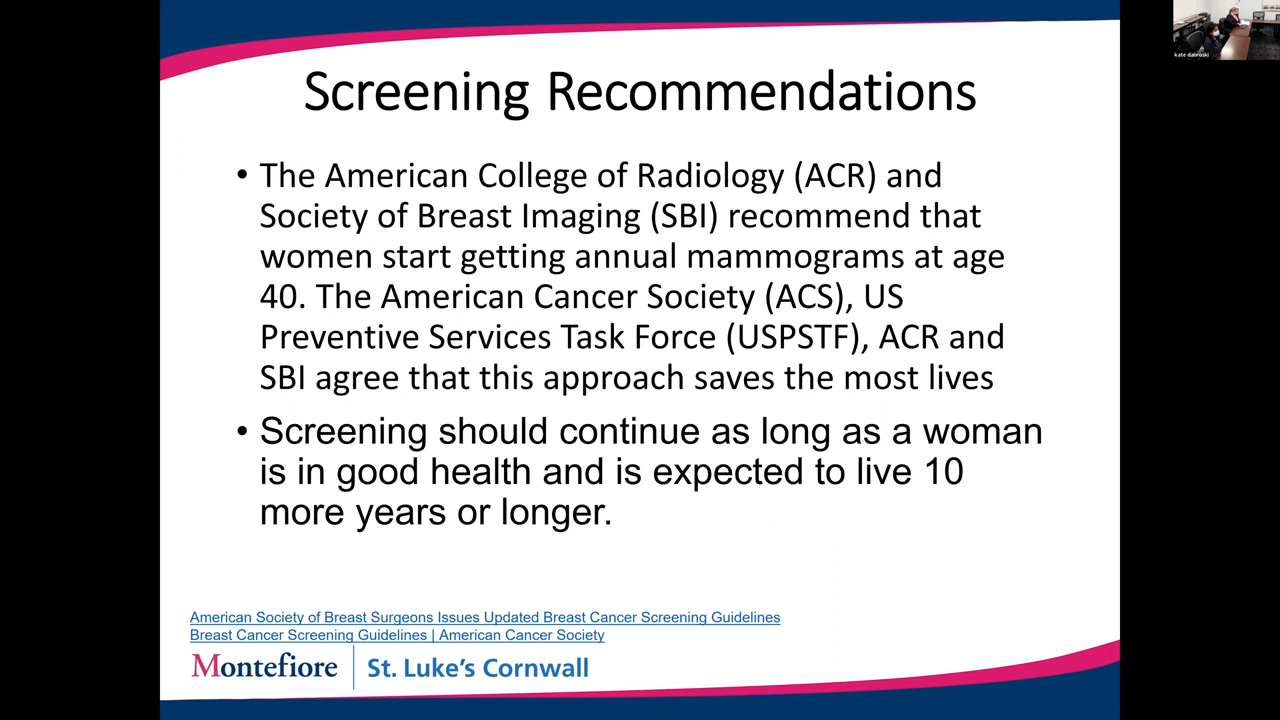 Screening Recommendations
• The American College of Radiology (ACR) and
Society of Breast Imaging (SBI) recommend that
women start getting annual mammograms at age
40. The American Cancer Society (ACS), US
Preventive Services Task Force (USPSTF), ACR and
SBI agree that this approach saves the most lives
• Screening should continue as long as a woman
is in good health and is expected to live 10
more years or longer.
American Society of Breast Surgeons Issues Updated Breast Cancer Screening Guidelines
Breast Cancer Screening Guidelines | American Cancer Society
Montefiore | St. Luke's Cornwall
kate dabroski